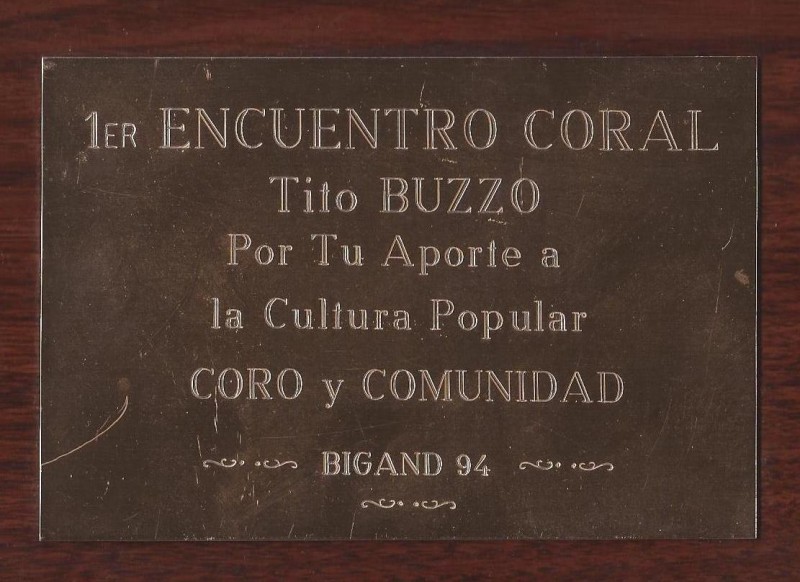 1ER ENCUENTRO CORAL
Tito BUZZO
Por Tu Aporte a
la Cultura Popular
CORO y COMUNIDAD
BIGAND 94